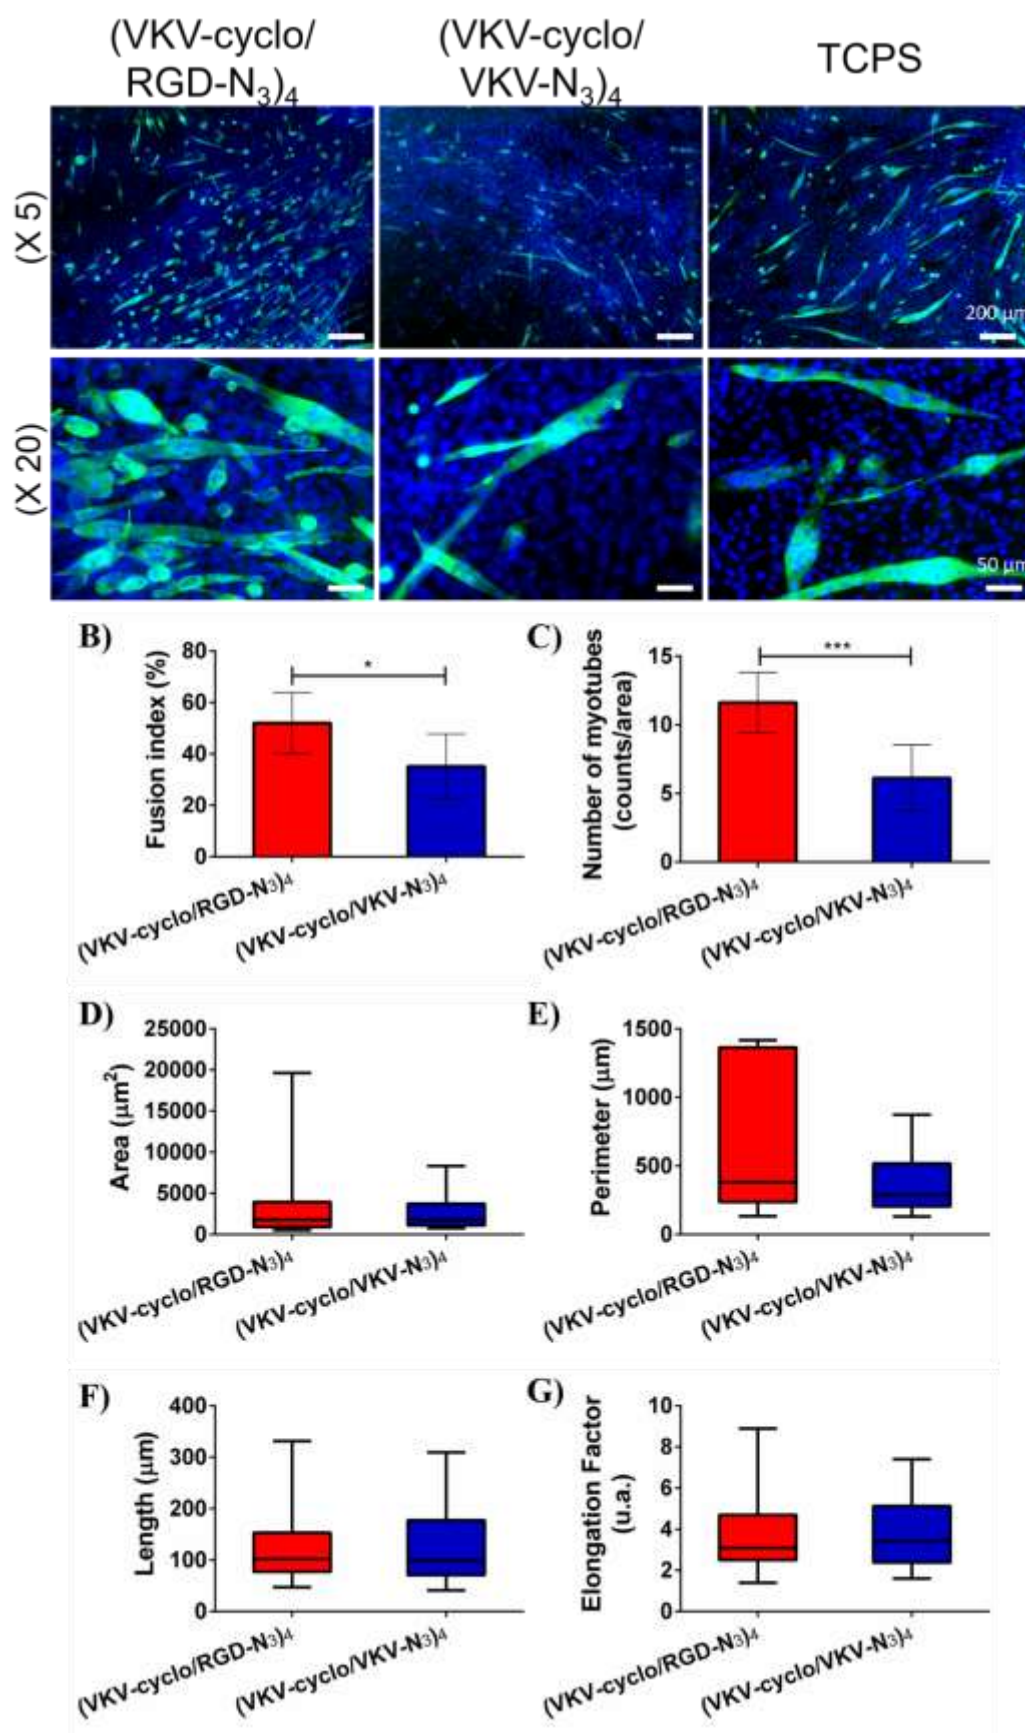 (VKV-cyclo/
RGD-N3)4
(VKV-cyclo/
VKV-N3)4
TCPS
(X 5)
200 µm
(X 20)
50 µm
B)
Fusion index (%)
80
60
40
20
0
*
(VKV-cyclo/RGD-N3)4
(VKV-cyclo/VKV-N3)4
C)
Number of myotubes
(counts/area)
15
10
5
0
***
(VKV-cyclo/RGD-N3)4
(VKV-cyclo/VKV-N3)4
D)
Area (µm2)
25000
20000
15000
10000
5000
0
(VKV-cyclo/RGD-N3)4
(VKV-cyclo/VKV-N3)4
E)
Perimeter (µm)
1500
1000
500
0
(VKV-cyclo/RGD-N3)4
(VKV-cyclo/VKV-N3)4
F)
Length (µm)
400
300
200
100
0
(VKV-cyclo/RGD-N3)4
(VKV-cyclo/VKV-N3)4
G)
Elongation Factor
(u.a.)
10
8
6
4
2
0
(VKV-cyclo/RGD-N3)4
(VKV-cyclo/VKV-N3)4